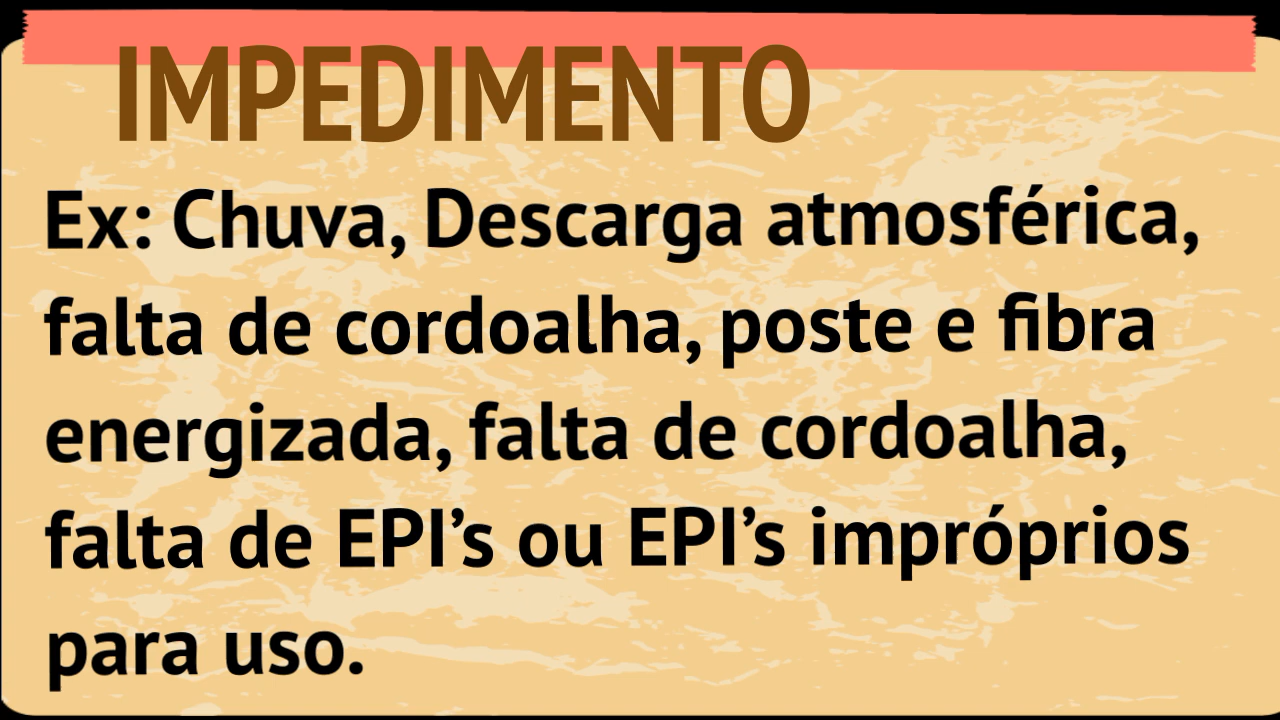 IMPEDIMENTO
Ex: Chuva, Descarga atmosférica,
falta de cordoalha, poste e fibra
energizada, falta de cordoalha,
falta de EPI’s ou EPI’s impróprios
para uso.